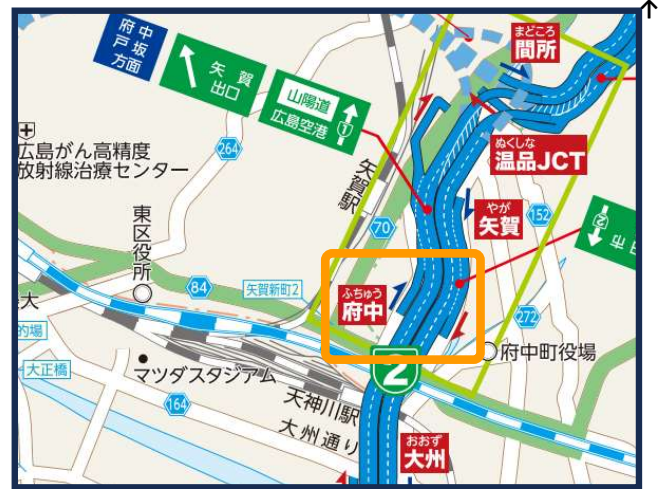 ↑
府中
戸坂
方面
矢賀
出口
山陽道
広島空港
1
まどころ
間所
広島がん高精度
放射線治療センター
264
矢賀駅
ぬくしな
温品JCT
東区役所
70
やが
矢賀
152
2
84
矢賀新町2
ふちゅう
府中
272
的場
大正橋
2
府中町役場
マツダスタジアム
天神川駅
164
大州通り
おおず
大州